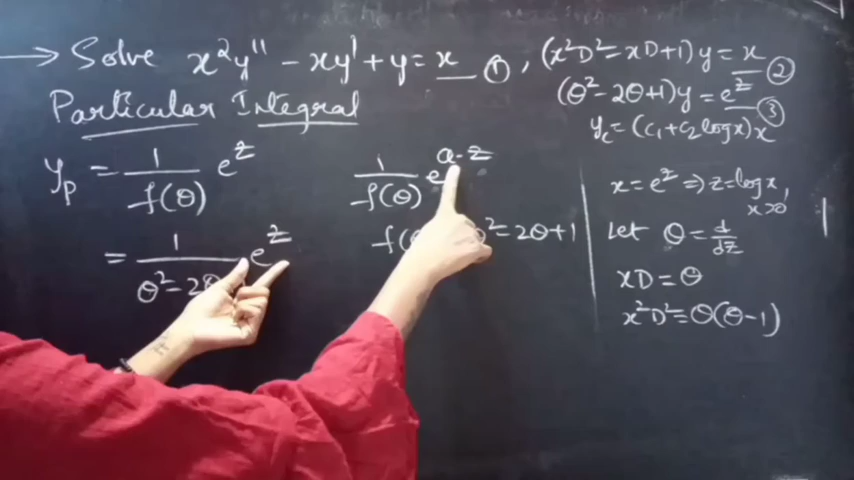 → Solve x²y'' - xy' + y = x ①, (x²D² - xD + 1)y = x ②
(θ² - 2θ + 1)y = e^z ③
Particular Integral
y_c = (c₁ + c₂ log x) x
y_p = 1/f(θ) e^z
1/f(θ) e^{a·z}
x = e^z ⇒ z = log x,
x > 0
= 1/(θ² - 2θ e^z
f(θ² = 2θ + 1
Let θ = d/dz
xD = θ
x²D² = θ(θ - 1)